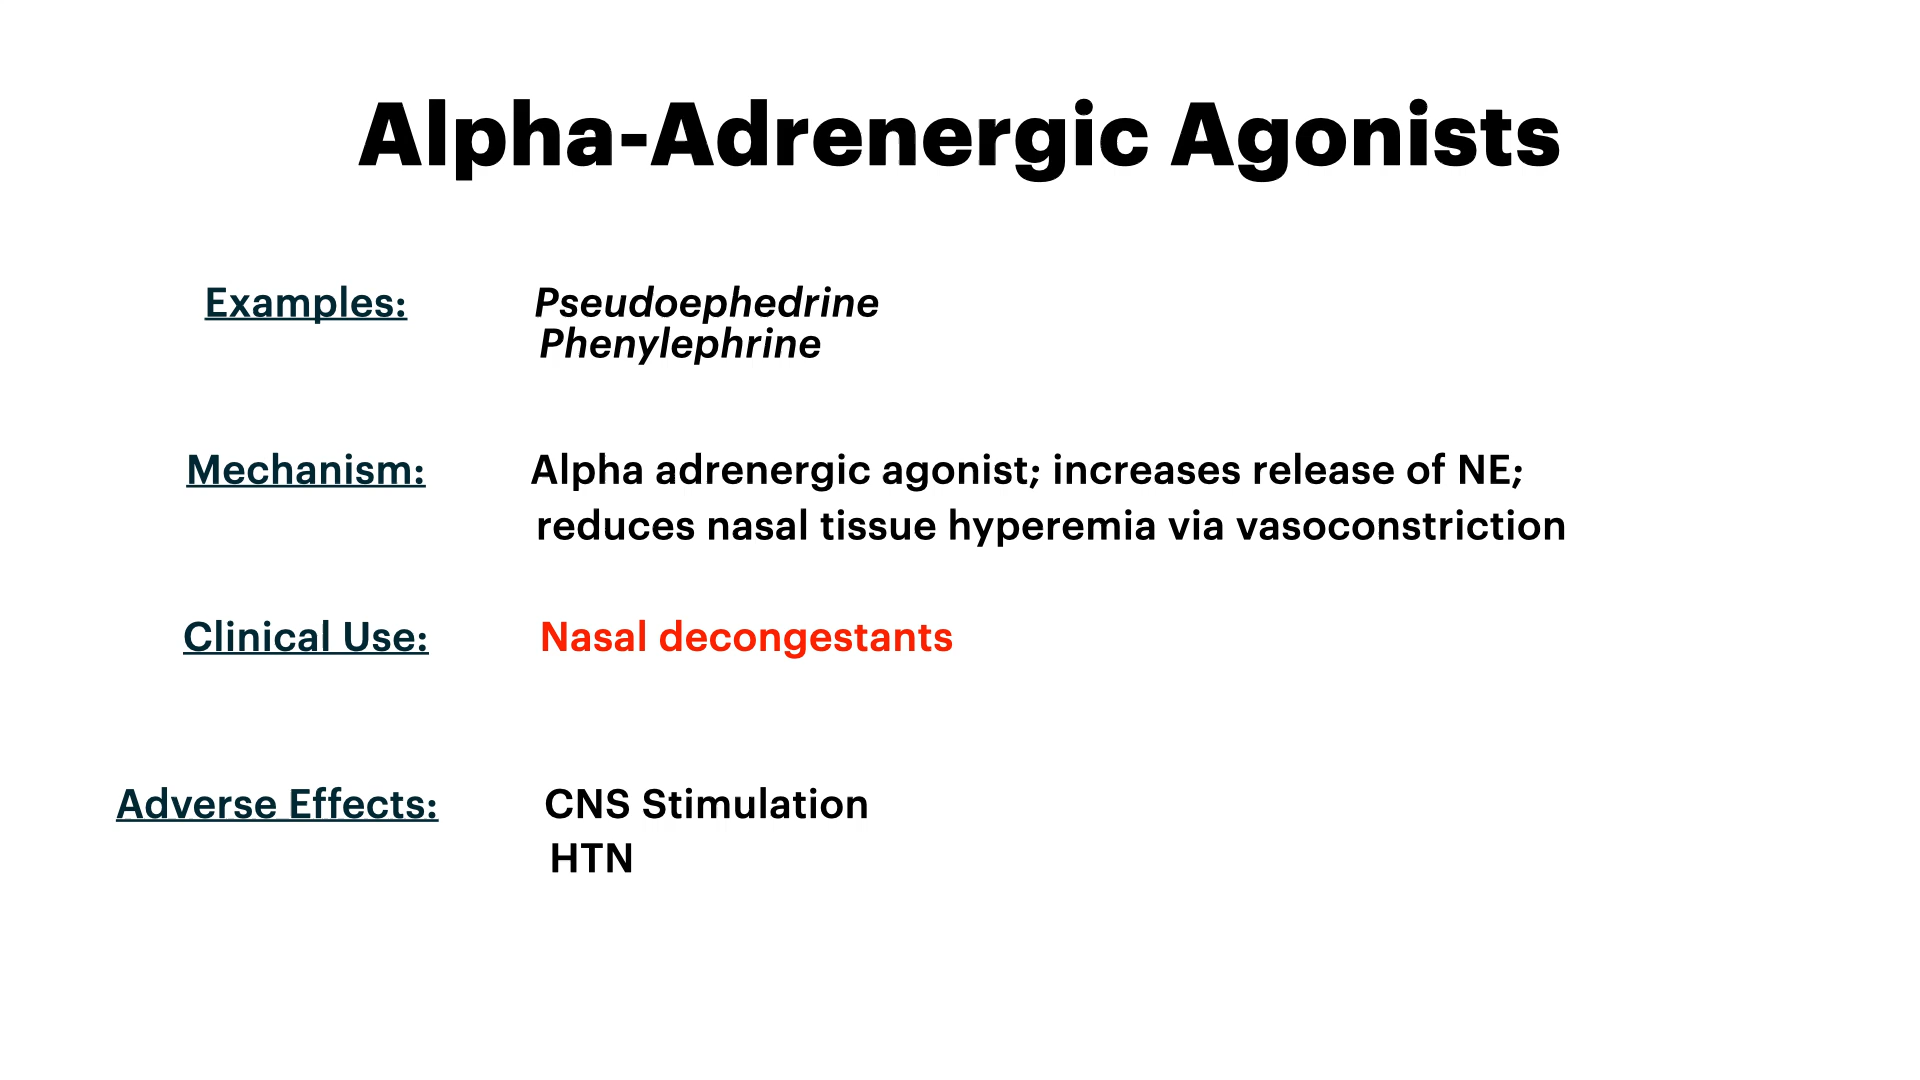 Alpha-Adrenergic Agonists
Examples: Pseudoephedrine
Phenylephrine
Mechanism: Alpha adrenergic agonist; increases release of NE;
reduces nasal tissue hyperemia via vasoconstriction
Clinical Use: Nasal decongestants
Adverse Effects: CNS Stimulation
HTN